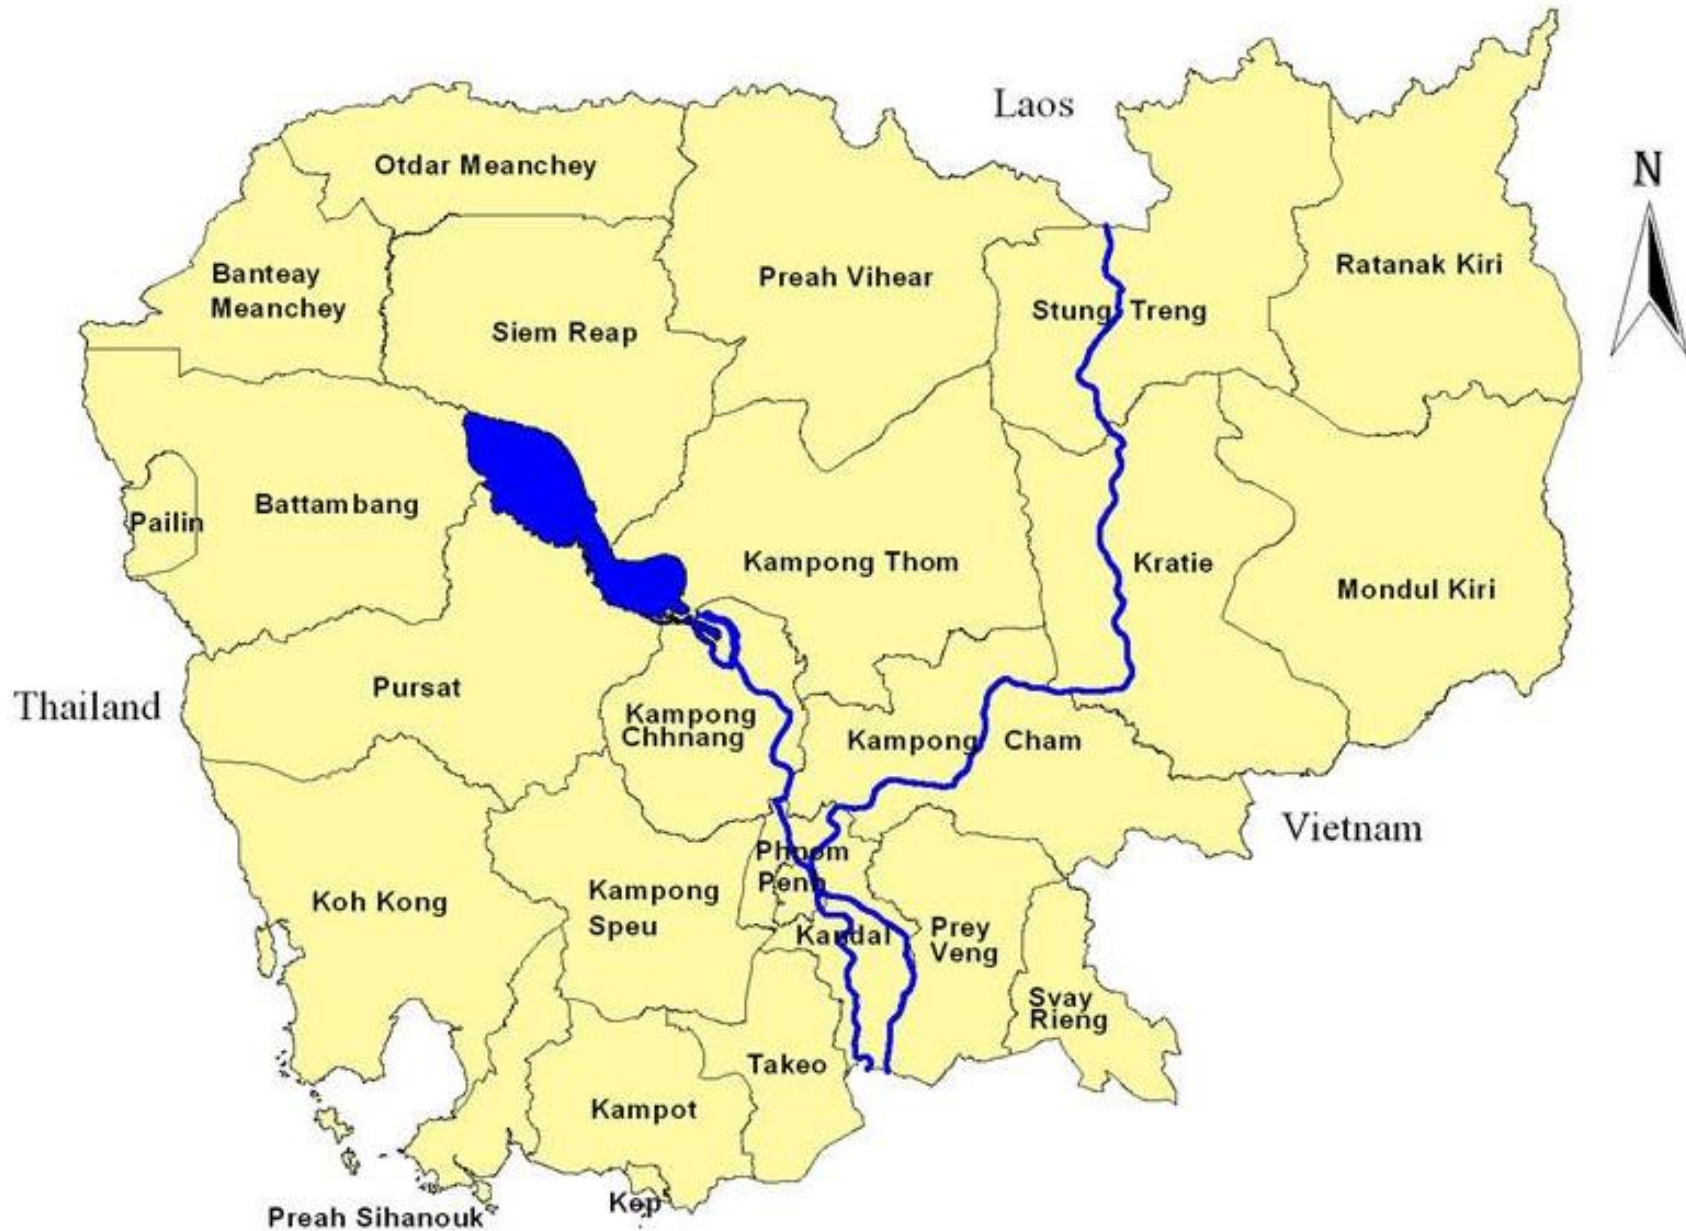 Laos
Otdar Meanchey
N
Banteay
Meanchey
Preah Vihear
Ratanak Kiri
Stung Treng
Siem Reap
Battambang
Pailin
Kampong Thom
Kratie
Mondul Kiri
Thailand
Pursat
Kampong
Chhnang
Kampong Cham
Vietnam
Phnom
Penh
Koh Kong
Kampong
Speu
Kandal
Prey
Veng
Svay
Rieng
Takeo
Kampot
Kep
Preah Sihanouk